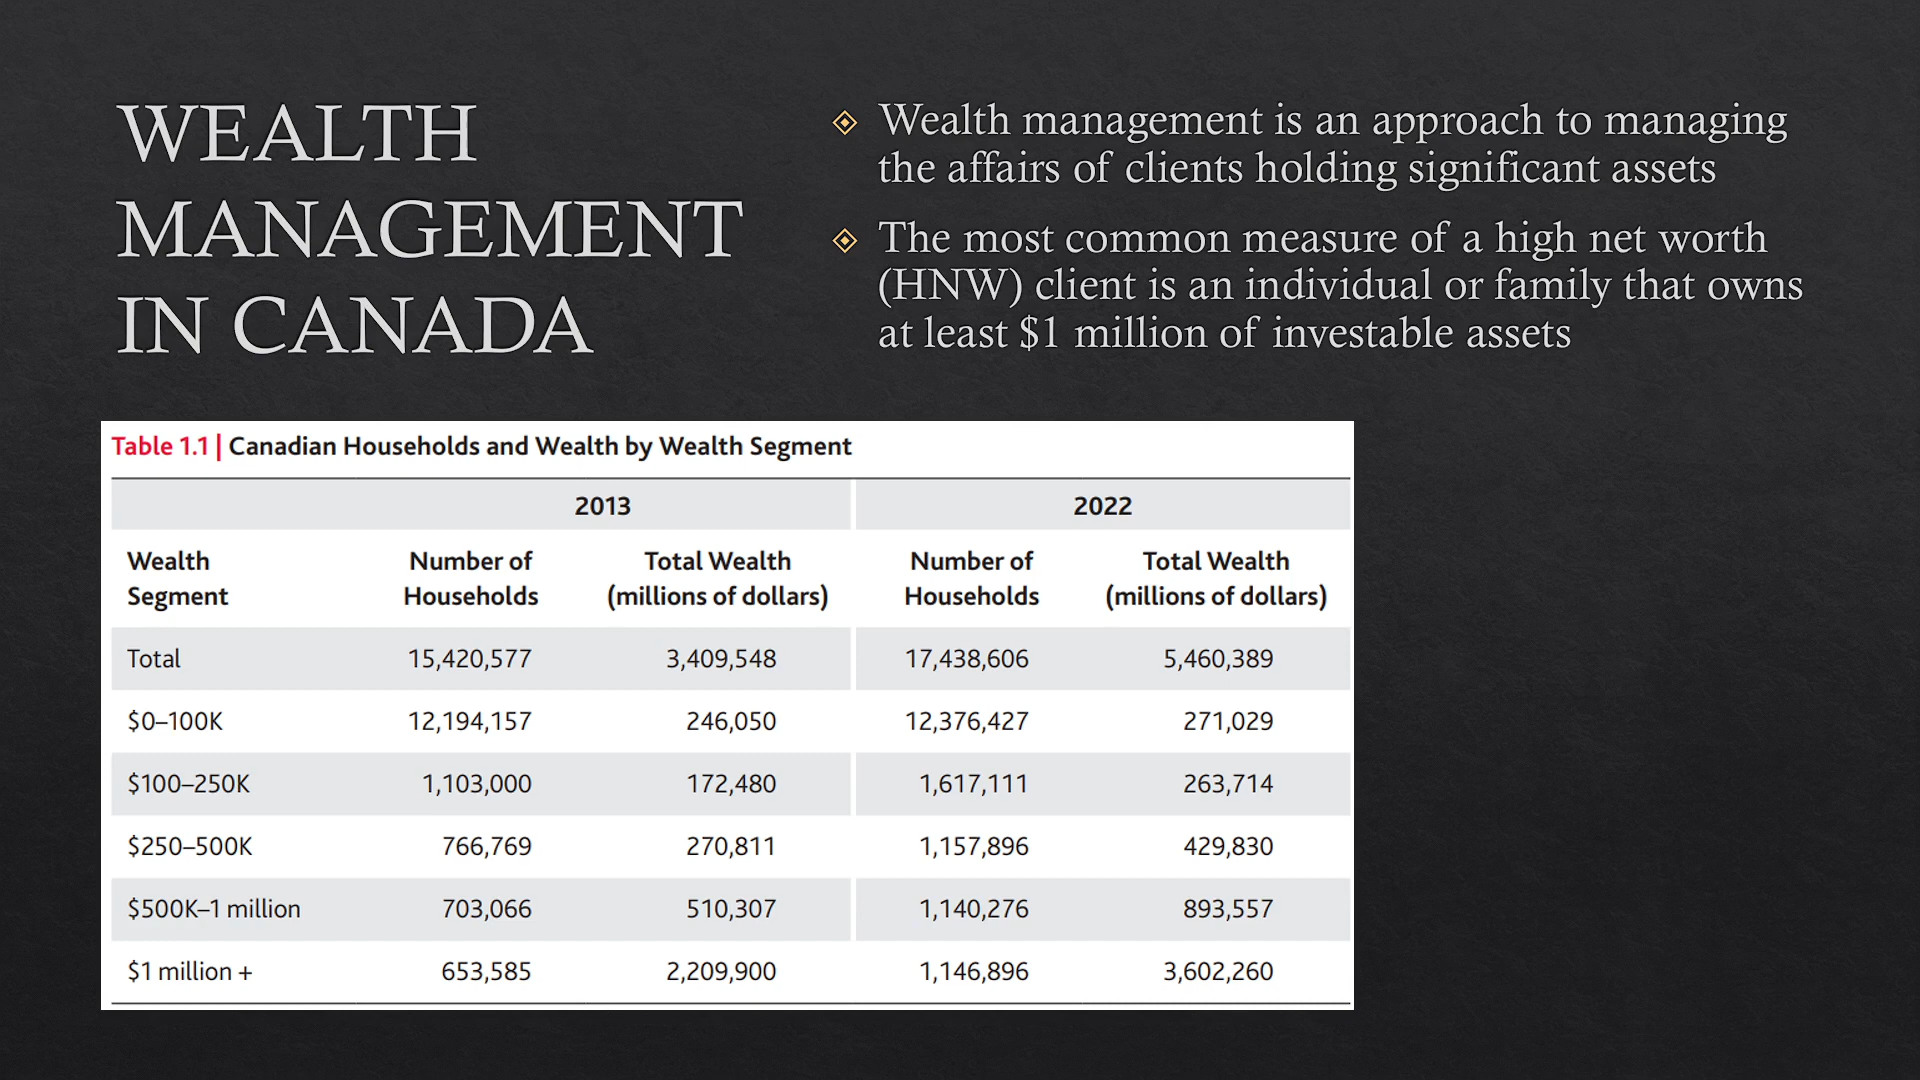 WEALTH
MANAGEMENT
IN CANADA
Wealth management is an approach to managing
the affairs of clients holding significant assets
The most common measure of a high net worth
(HNW) client is an individual or family that owns
at least $1 million of investable assets
Table 1.1 | Canadian Households and Wealth by Wealth Segment
2013 2022
Wealth Segment Number of Households Total Wealth (millions of dollars) Number of Households Total Wealth (millions of dollars)
Total 15,420,577 3,409,548 17,438,606 5,460,389
$0–100K 12,194,157 246,050 12,376,427 271,029
$100–250K 1,103,000 172,480 1,617,111 263,714
$250–500K 766,769 270,811 1,157,896 429,830
$500K–1 million 703,066 510,307 1,140,276 893,557
$1 million + 653,585 2,209,900 1,146,896 3,602,260